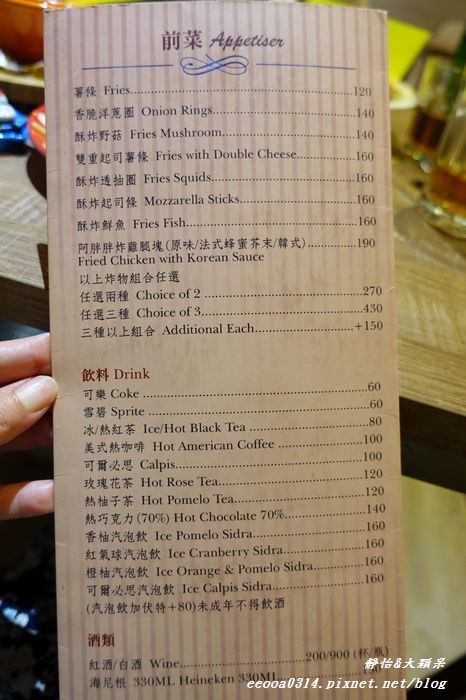 前菜 Appetiser
薯條 Fries 120
香脆洋蔥圈 Onion Rings 140
酥炸野菇 Fries Mushroom 140
雙重起司薯條 Fries with Double Cheese 160
酥炸透抽圈 Fries Squids 160
酥炸起司條 Mozzarella Sticks 160
酥炸鮮魚 Fries Fish 160
阿胖胖炸雞腿塊(原味/法式蜂蜜芥末/韓式) 190
Fried Chicken with Korean Sauce
以上炸物組合任選
任選兩種 Choice of 2 270
任選三種 Choice of 3 430
三種以上組合 Additional Each +150
飲料 Drink
可樂 Coke 60
雪碧 Sprite 60
冰/熱紅茶 Ice/Hot Black Tea 80
美式熱咖啡 Hot American Coffee 100
可爾必思 Calpis 100
玫瑰花茶 Hot Rose Tea 120
熱柚子茶 Hot Pomelo Tea 120
熱巧克力(70%) Hot Chocolate 70% 140
香柚汽泡飲 Ice Pomelo Sidra 160
紅氣球汽泡飲 Ice Cranberry Sidra 160
橙柚汽泡飲 Ice Orange & Pomelo Sidra 160
可爾必思汽泡飲 Ice Calpis Sidra 160
(汽泡飲加伏特+80)未成年不得飲酒
酒類
紅酒/白酒 Wine 200/900 (杯/瓶)
海尼根 330ML Heineken 330ML
靜怡&大顆呆
eeooa0314.pixnet.net/blog